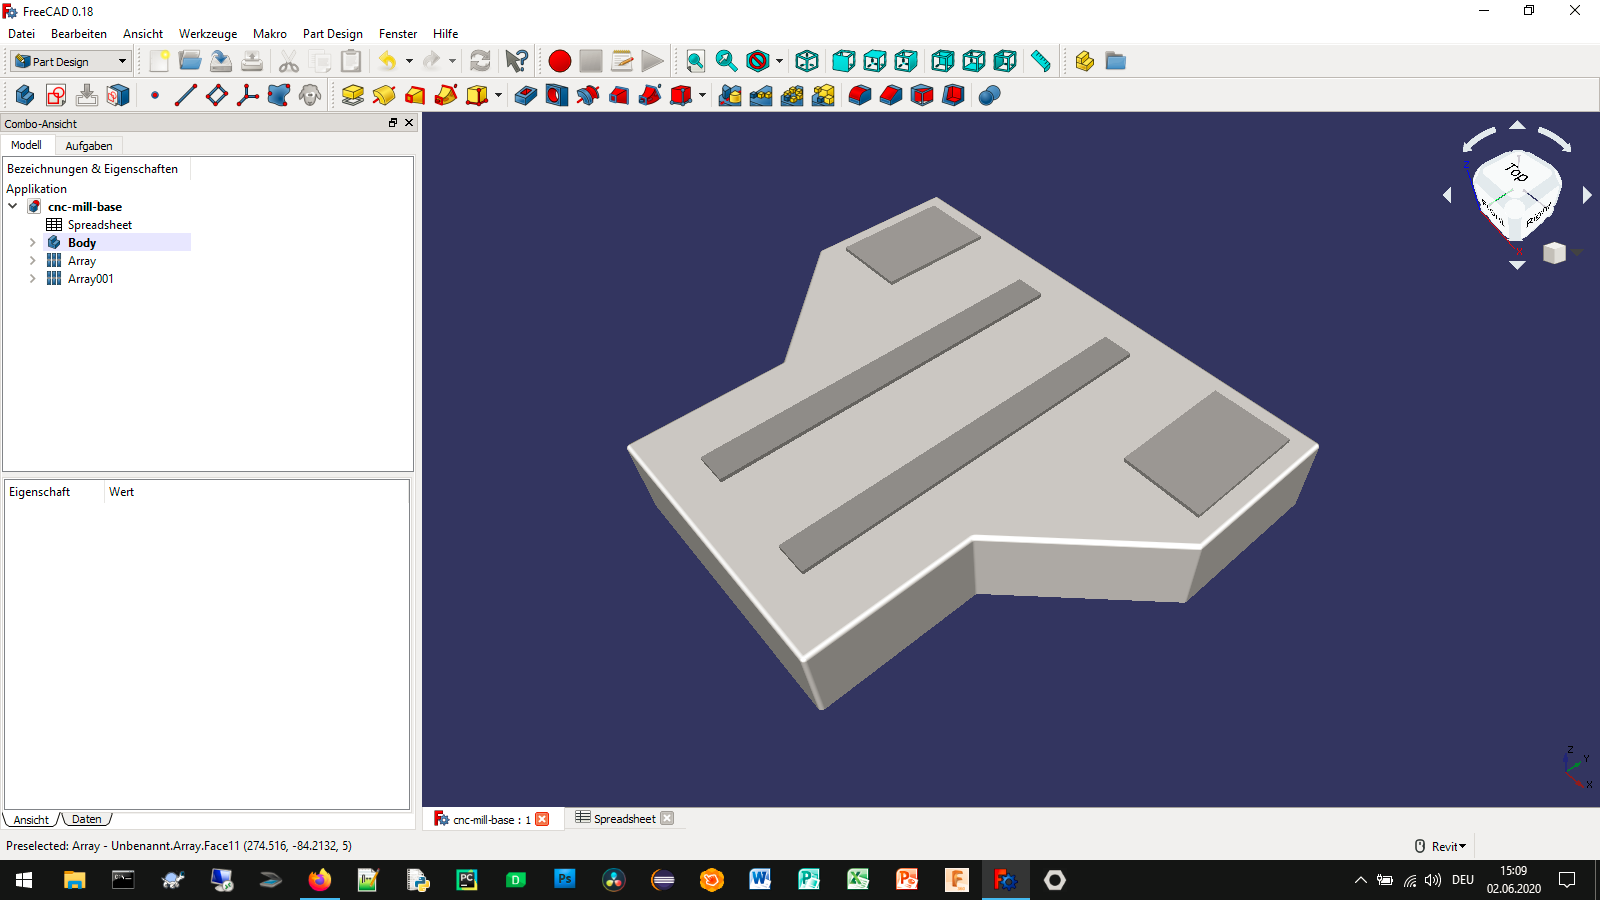 FreeCAD 0.18
Datei Bearbeiten Ansicht Werkzeuge Makro Part Design Fenster Hilfe
Part Design
Combo-Ansicht
Modell Aufgaben
Bezeichnungen & Eigenschaften
Applikation
cnc-mill-base
Spreadsheet
Body
Array
Array001
Eigenschaft Wert
Ansicht Daten
Top
Z
Z
Y
X
cnc-mill-base : 1 Spreadsheet
Preselected: Array - Unbenannt.Array.Face11 (274.516, -84.2132, 5)
Revit
DEU
15:09
02.06.2020